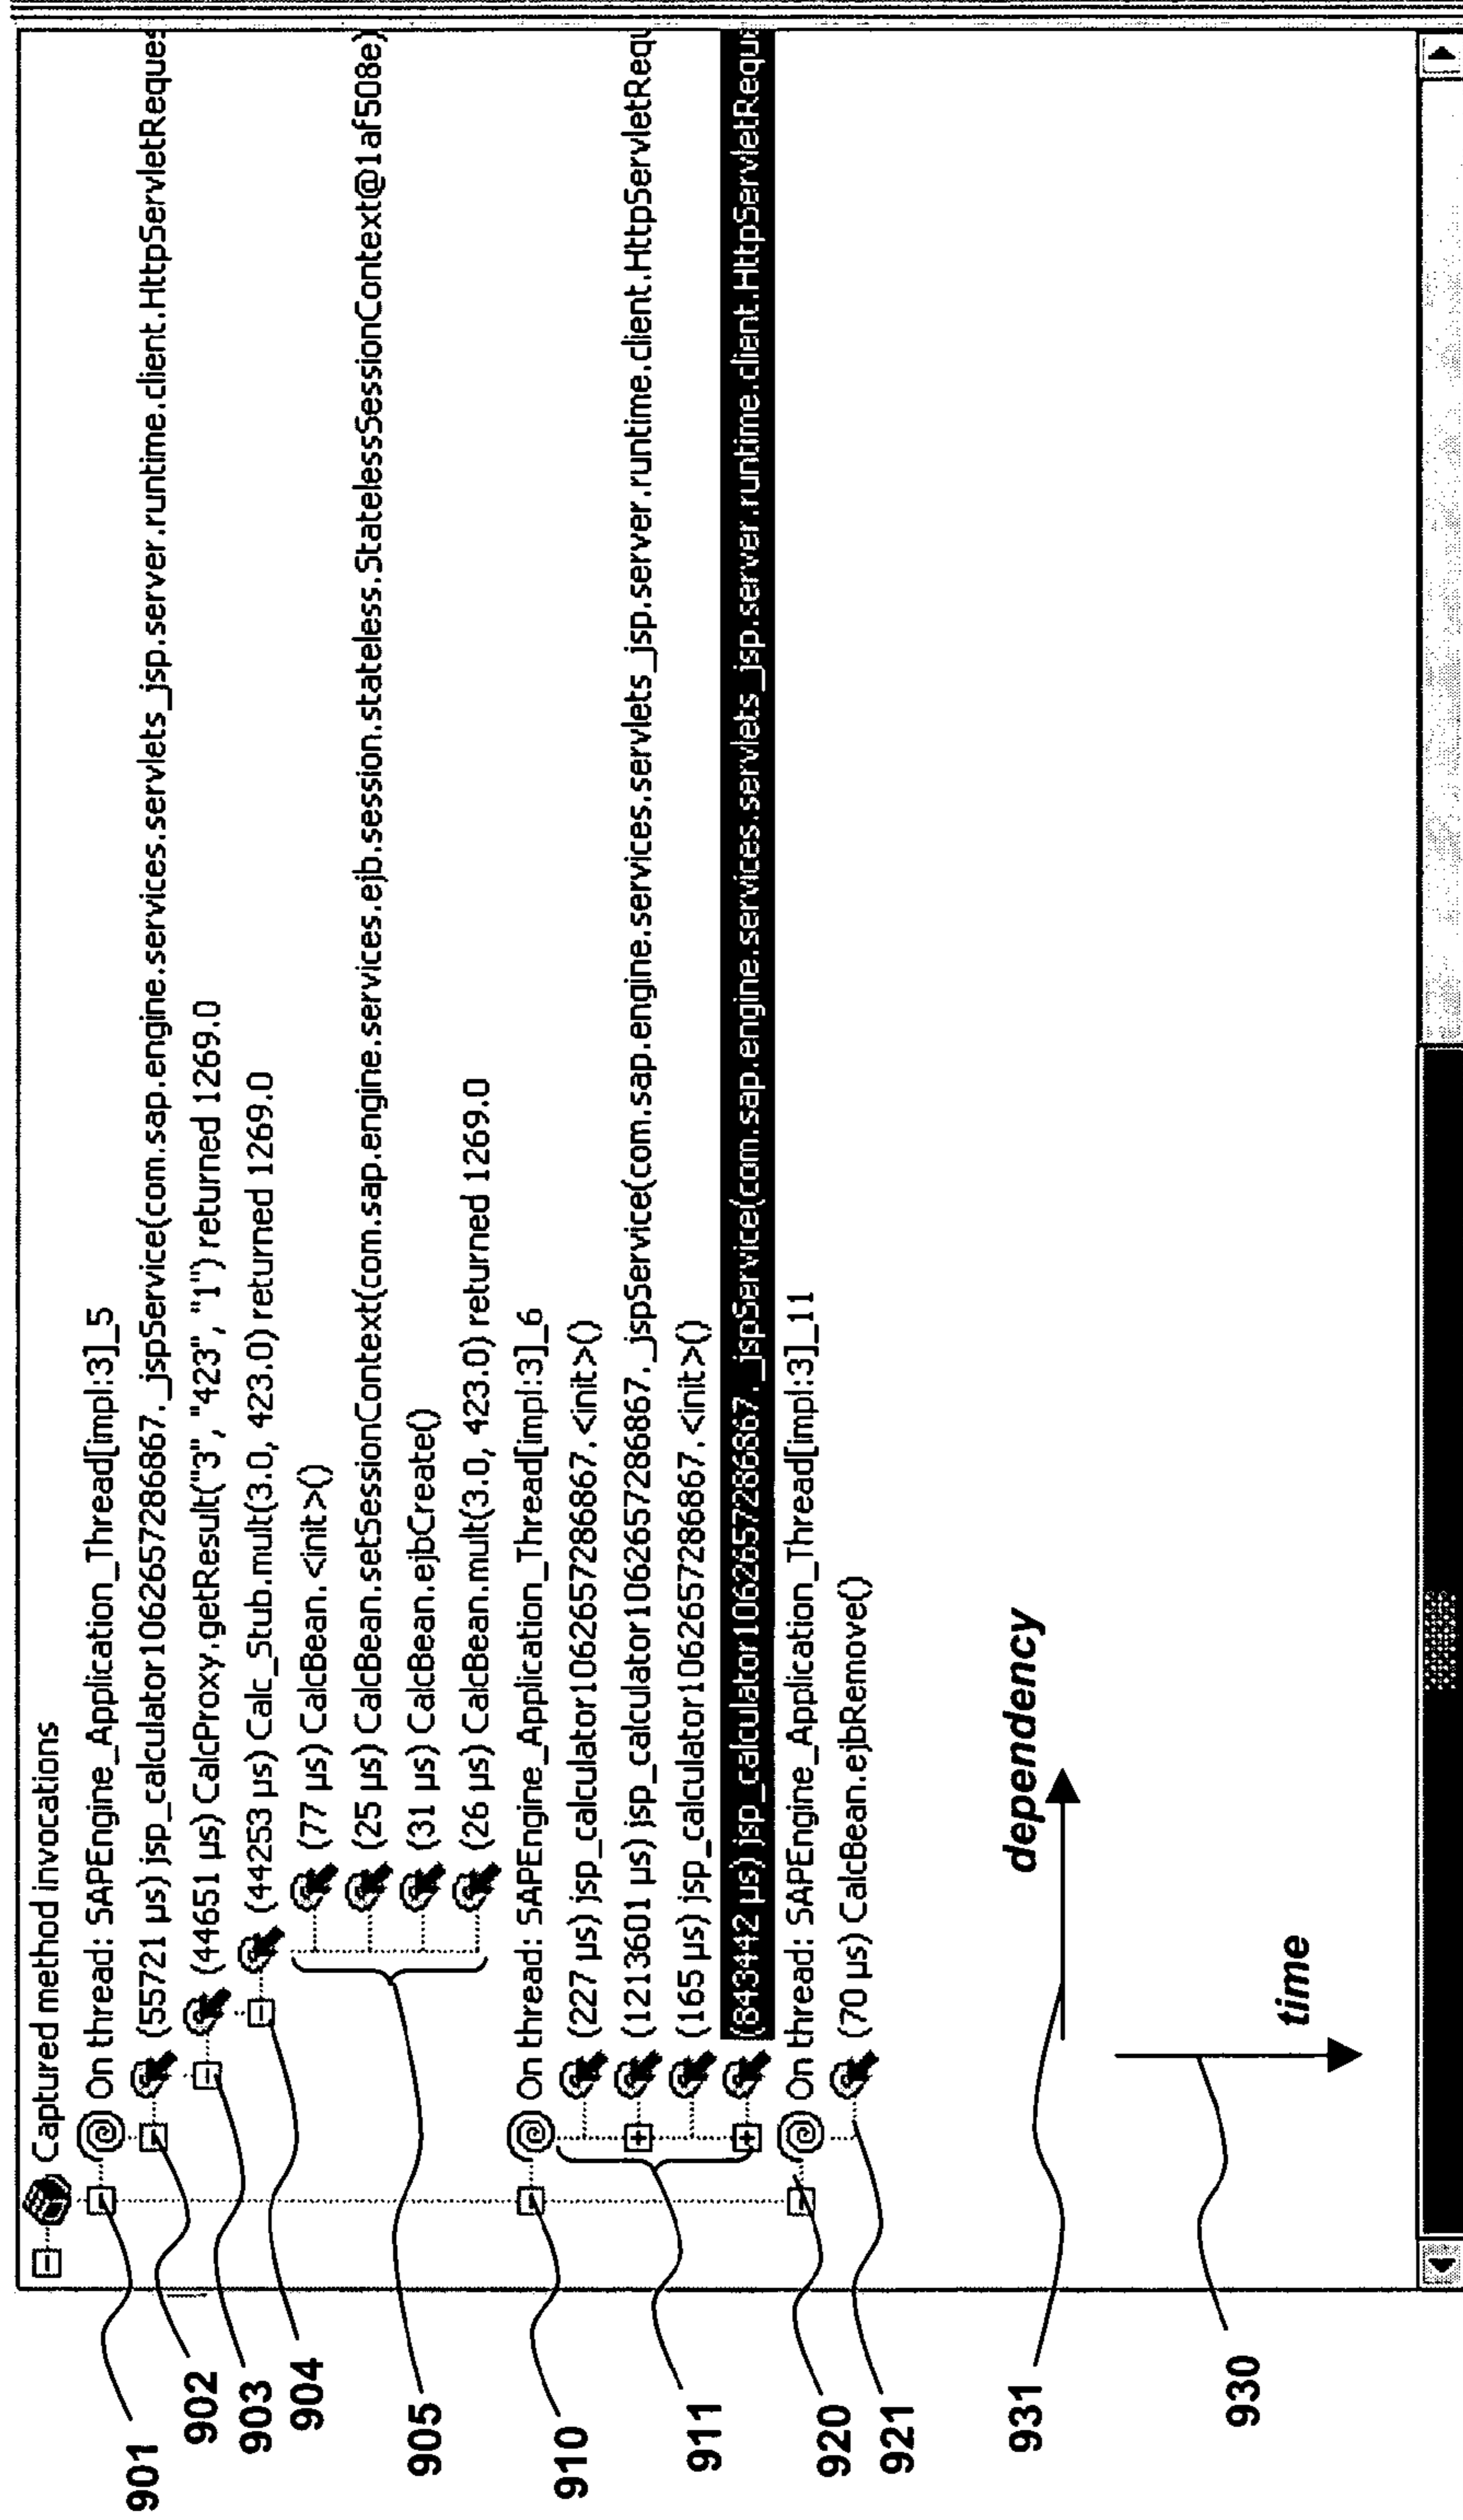 Captured method invocations
On thread: SAPEngine_Application_Thread[impl:3]_5
(55721 µs) jsp_calculator1062657286867._jspService(com.sap.engine.services.servlets_jsp.server.runtime.client.HttpServletReques
(44651 µs) CalcProxy.getResult("3", "423", "1") returned 1269.0
(44253 µs) Calc_Stub.mult(3.0, 423.0) returned 1269.0
(77 µs) CalcBean.<init>()
(25 µs) CalcBean.setSessionContext(com.sap.engine.services.ejb.session.stateless.StatelessSessionContext@1af508e)
(31 µs) CalcBean.ejbCreate()
(26 µs) CalcBean.mult(3.0, 423.0) returned 1269.0
On thread: SAPEngine_Application_Thread[impl:3]_6
(227 µs) jsp_calculator1062657286867.<init>()
(1213601 µs) jsp_calculator1062657286867._jspService(com.sap.engine.services.servlets_jsp.server.runtime.client.HttpServletRequ
(165 µs) jsp_calculator1062657286867.<init>()
(843442 µs) jsp_calculator1062657286867._jspService(com.sap.engine.services.servlets_jsp.server.runtime.client.HttpServletReque
On thread: SAPEngine_Application_Thread[impl:3]_11
(70 µs) CalcBean.ejbRemove()
dependency
time
901
902
903
904
905
910
911
920
921
931
930